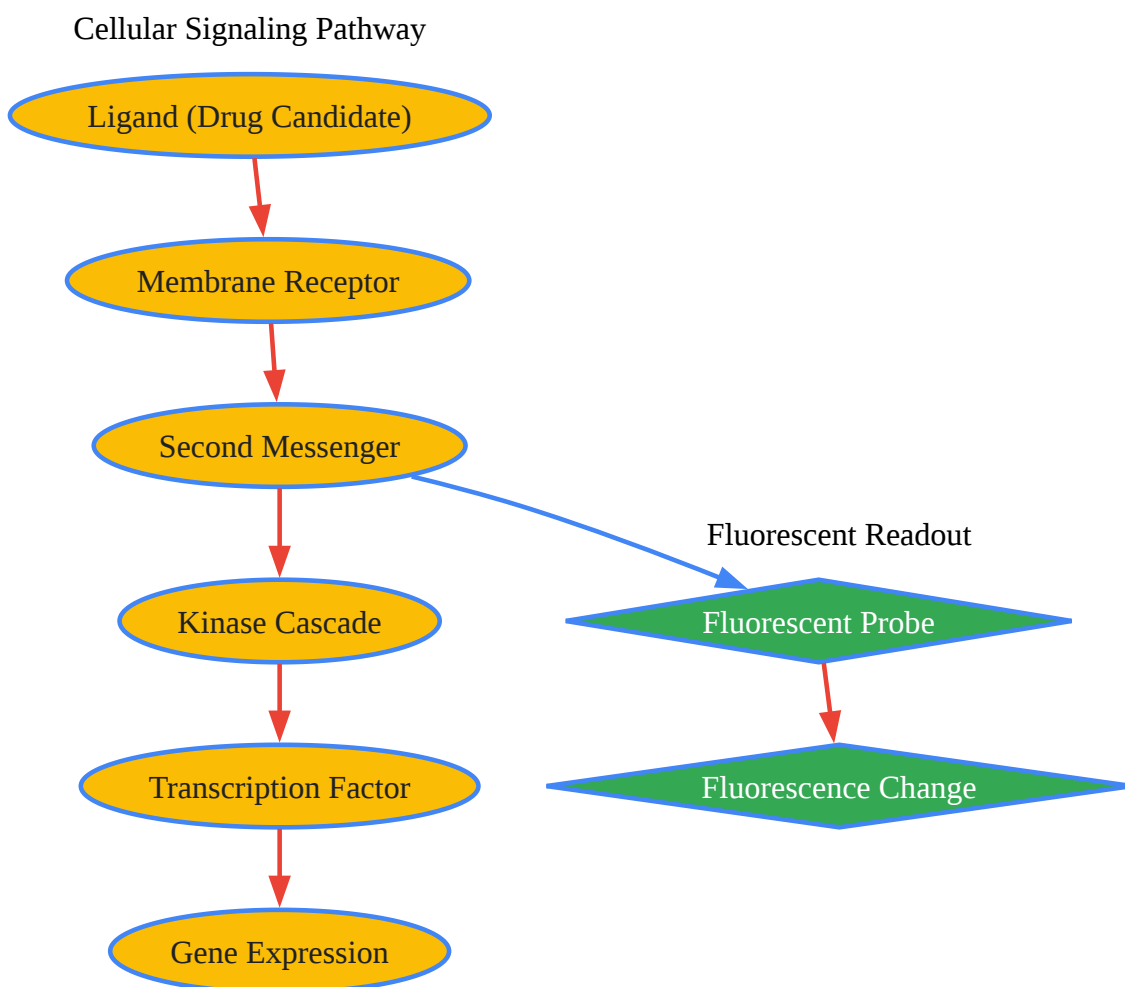 Cellular Signaling Pathway
Ligand (Drug Candidate)
Membrane Receptor
Second Messenger
Kinase Cascade
Transcription Factor
Gene Expression
Fluorescent Readout
Fluorescent Probe
Fluorescence Change